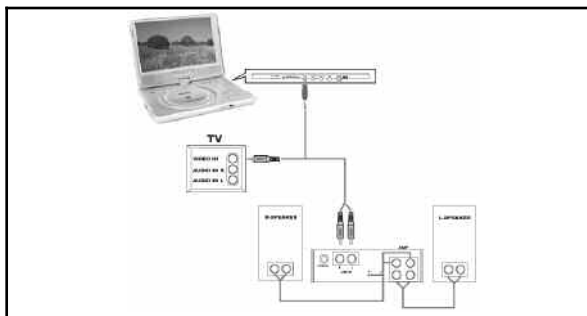 TV
VIDEO IN
AUDIO IN R
AUDIO IN L
R.SPEAKER
L.SPEAKER
AMP